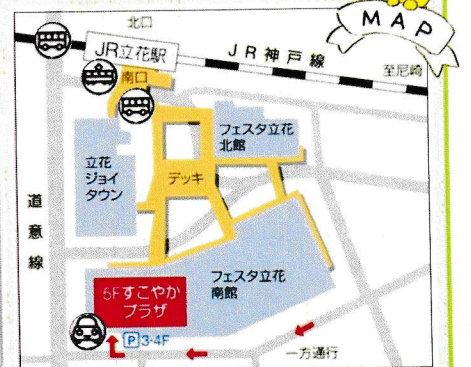 MAP
北口
JR立花駅
JR神戸線
至尼崎
南口
フェスタ立花
北館
立花
ジョイ
タウン
デッキ
道意線
フェスタ立花
南館
5Fすこやか
プラザ
P 3・4F
一方通行